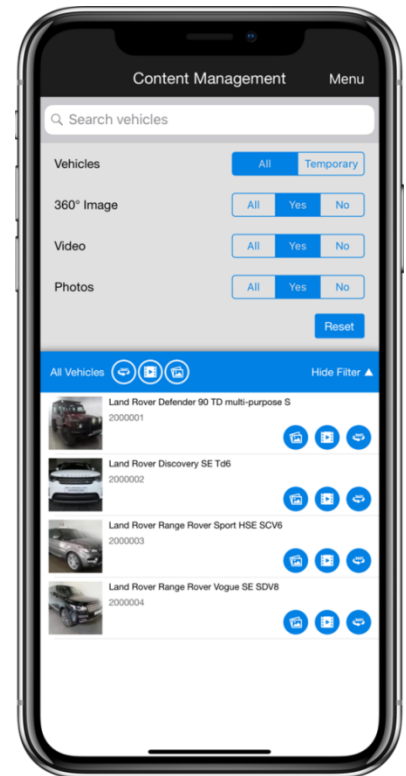 Content Management Menu
Search vehicles
Vehicles All Temporary
360° Image All Yes No
Video All Yes No
Photos All Yes No
Reset
All Vehicles Hide Filter ▲
Land Rover Defender 90 TD multi-purpose S
2000001
Land Rover Discovery SE Td6
2000002
Land Rover Range Rover Sport HSE SCV6
2000003
Land Rover Range Rover Vogue SE SDV8
2000004